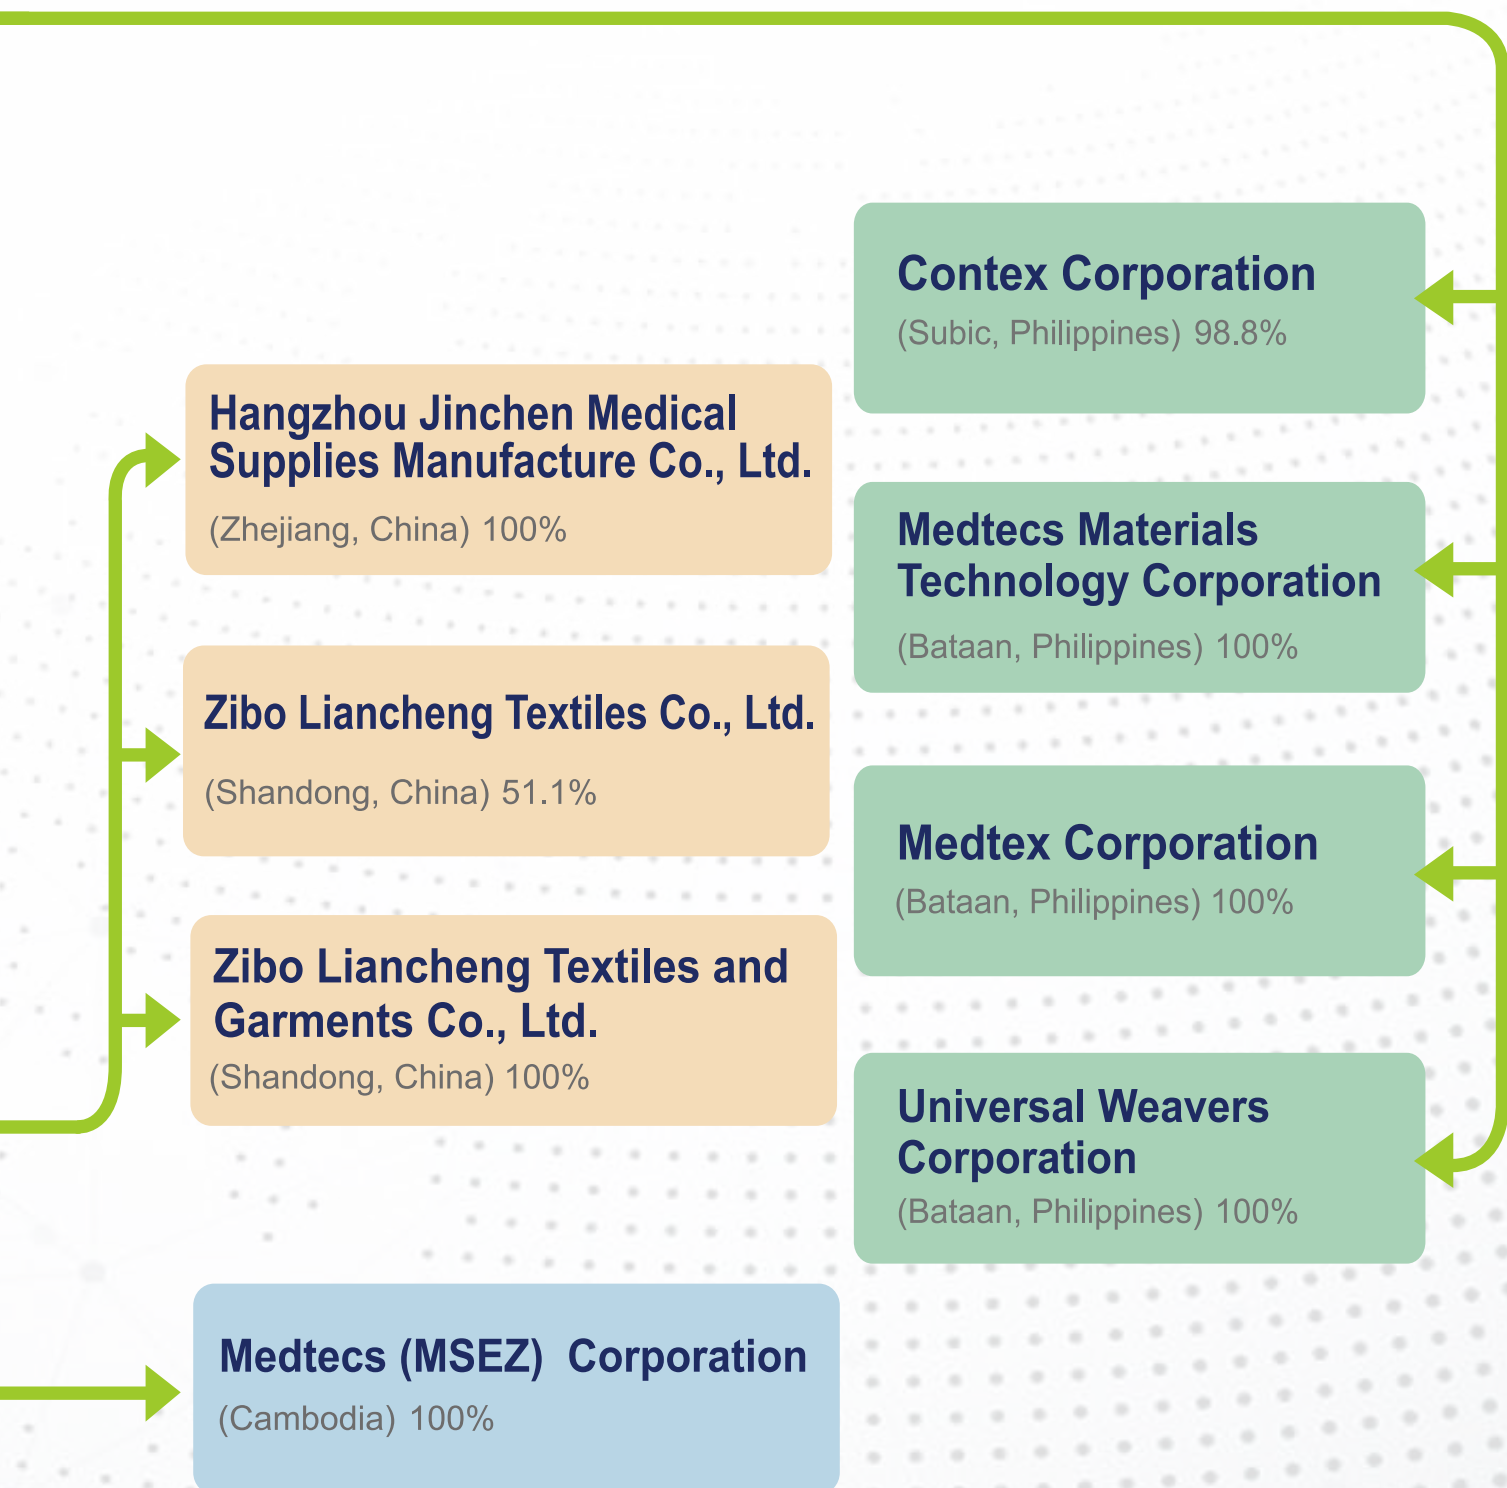 Contex Corporation
(Subic, Philippines) 98.8%
Hangzhou Jinchen Medical
Supplies Manufacture Co., Ltd.
(Zhejiang, China) 100%
Medtecs Materials
Technology Corporation
(Bataan, Philippines) 100%
Zibo Liancheng Textiles Co., Ltd.
(Shandong, China) 51.1%
Medtex Corporation
(Bataan, Philippines) 100%
Zibo Liancheng Textiles and
Garments Co., Ltd.
(Shandong, China) 100%
Universal Weavers
Corporation
(Bataan, Philippines) 100%
Medtecs (MSEZ) Corporation
(Cambodia) 100%